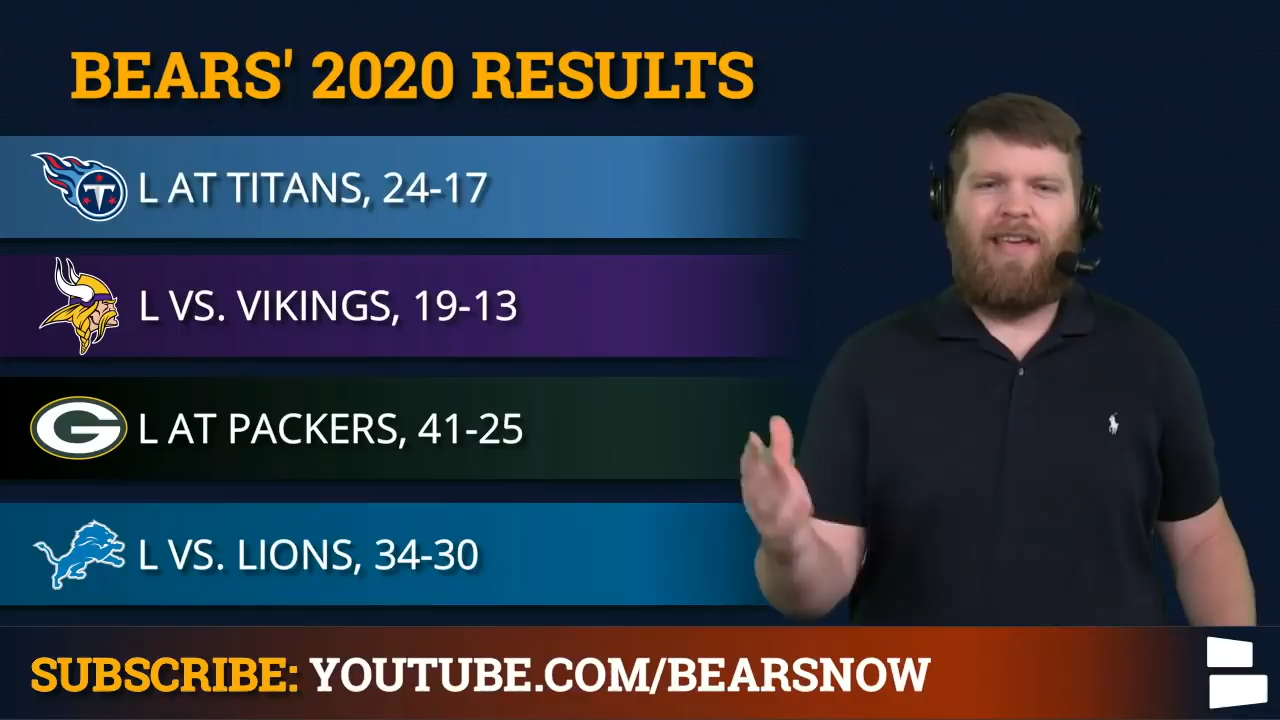 BEARS' 2020 RESULTS
L AT TITANS, 24-17
L VS. VIKINGS, 19-13
L AT PACKERS, 41-25
L VS. LIONS, 34-30
SUBSCRIBE: YOUTUBE.COM/BEARSNOW